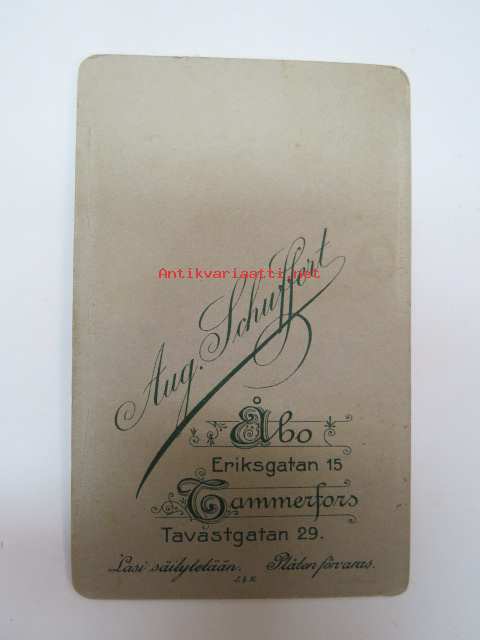 Antikvariaatti.net
Aug. Schuffert
Åbo
Eriksgatan 15
Tammerfors
Tavastgatan 29.
Lasi säilytetään. Plåten förvaras.